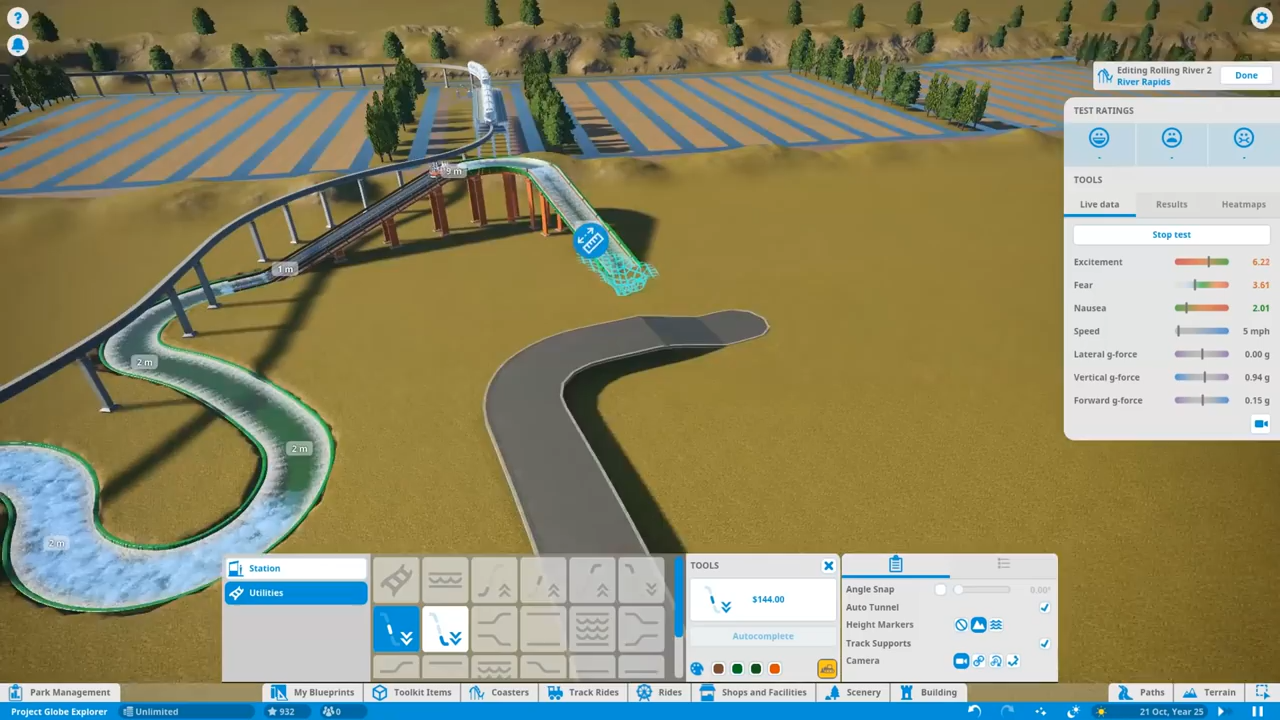 ?
Editing Rolling River 2
River Rapids
Done
TEST RATINGS
- - -
TOOLS
Live data Results Heatmaps
Stop test
Excitement 6.22
Fear 3.61
Nausea 2.01
Speed 5 mph
Lateral g-force 0.00 g
Vertical g-force 0.94 g
Forward g-force 0.15 g
9 m
1 m
2 m
2 m
2 m
Station
Utilities
TOOLS
$144.00
Autocomplete
Angle Snap 0.00°
Auto Tunnel
Height Markers
Track Supports
Camera
Park Management My Blueprints Toolkit Items Coasters Track Rides Rides Shops and Facilities Scenery Building Paths Terrain
Project Globe Explorer Unlimited 932 0 21 Oct, Year 25